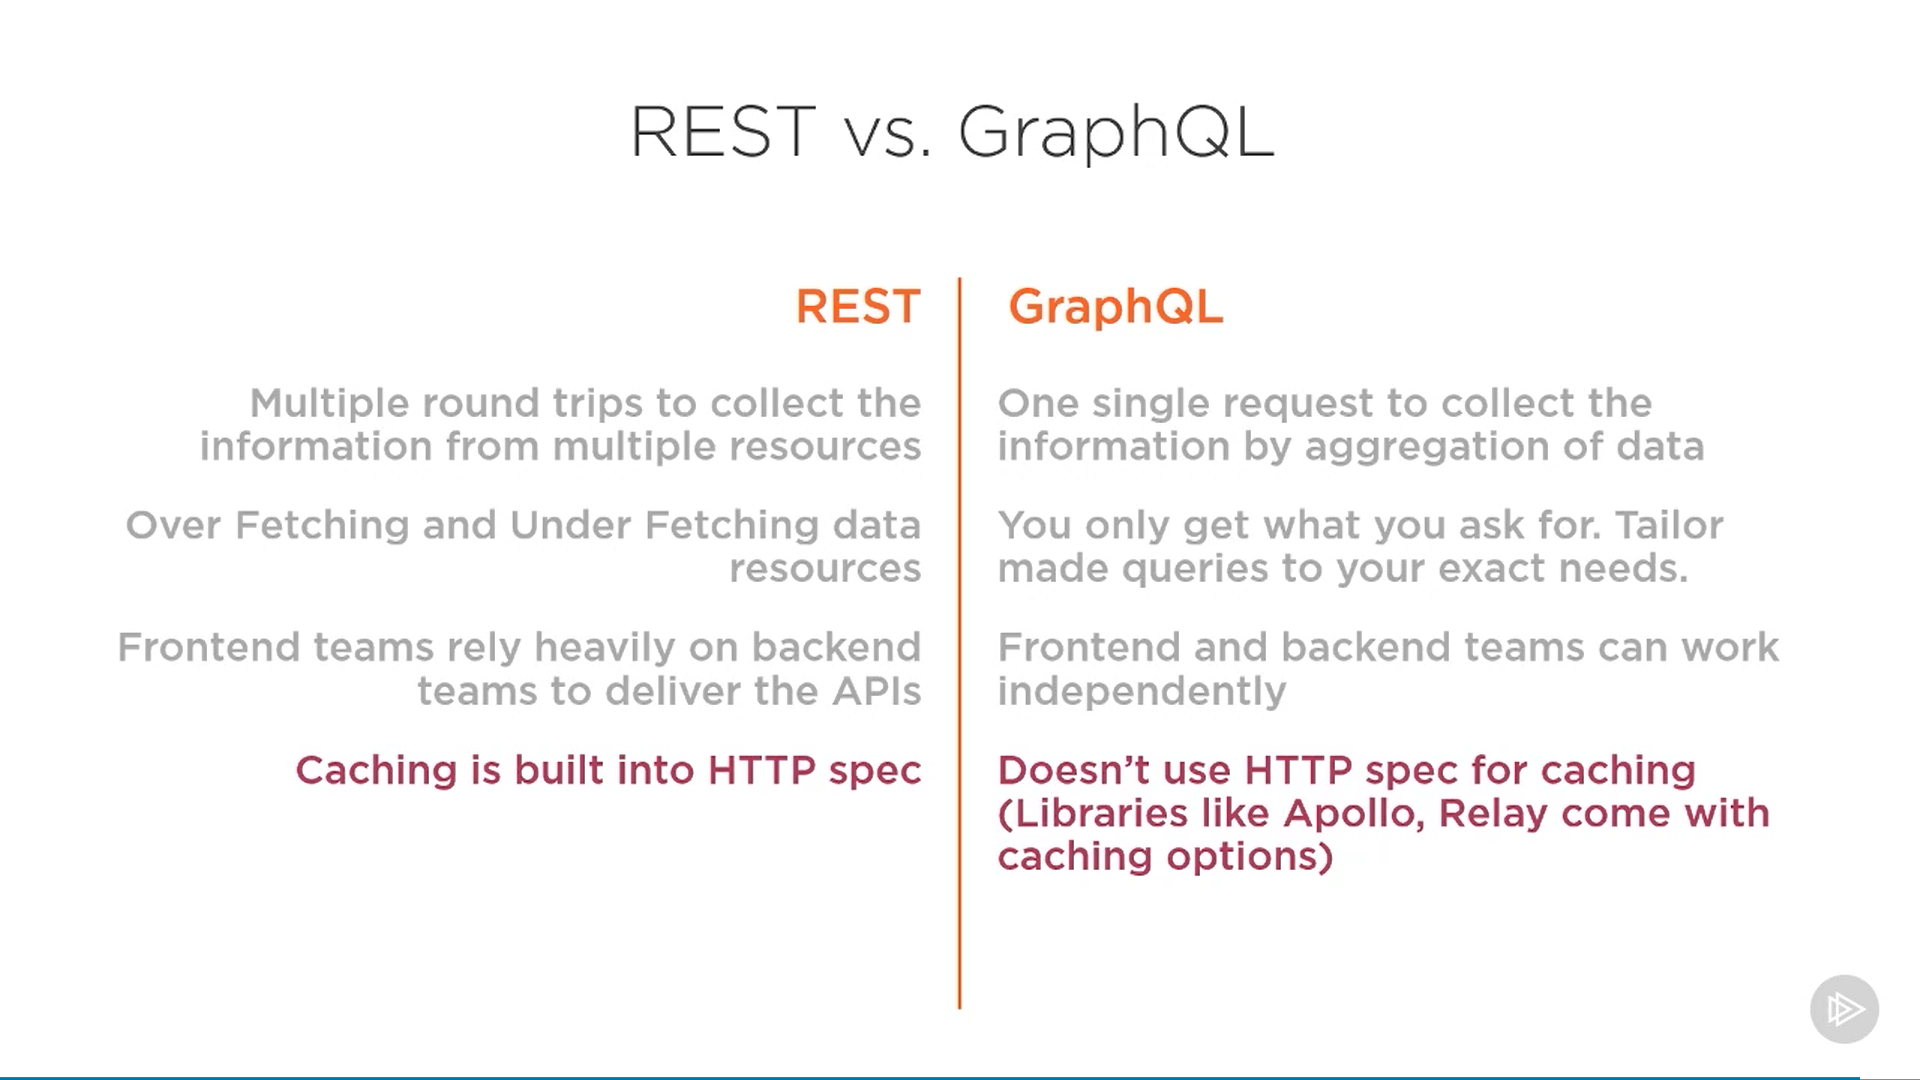 REST vs. GraphQL
REST
Multiple round trips to collect the
information from multiple resources
Over Fetching and Under Fetching data
resources
Frontend teams rely heavily on backend
teams to deliver the APIs
Caching is built into HTTP spec
GraphQL
One single request to collect the
information by aggregation of data
You only get what you ask for. Tailor
made queries to your exact needs.
Frontend and backend teams can work
independently
Doesn’t use HTTP spec for caching
(Libraries like Apollo, Relay come with
caching options)